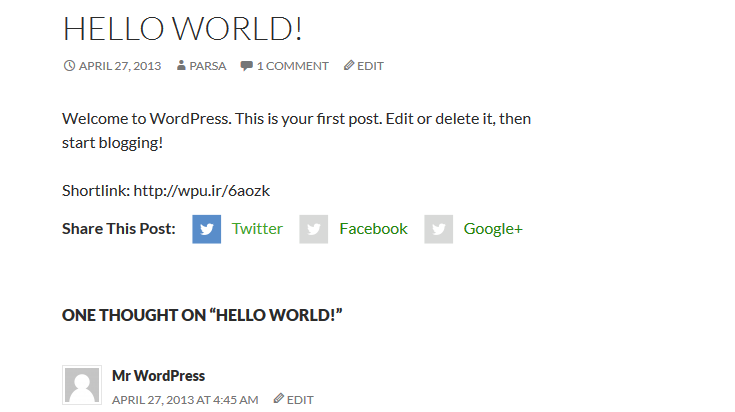 HELLO WORLD!
APRIL 27, 2013 PARSA 1 COMMENT EDIT
Welcome to WordPress. This is your first post. Edit or delete it, then
start blogging!
Shortlink: http://wpu.ir/6aozk
Share This Post: Twitter Facebook Google+
ONE THOUGHT ON “HELLO WORLD!”
Mr WordPress
APRIL 27, 2013 AT 4:45 AM EDIT